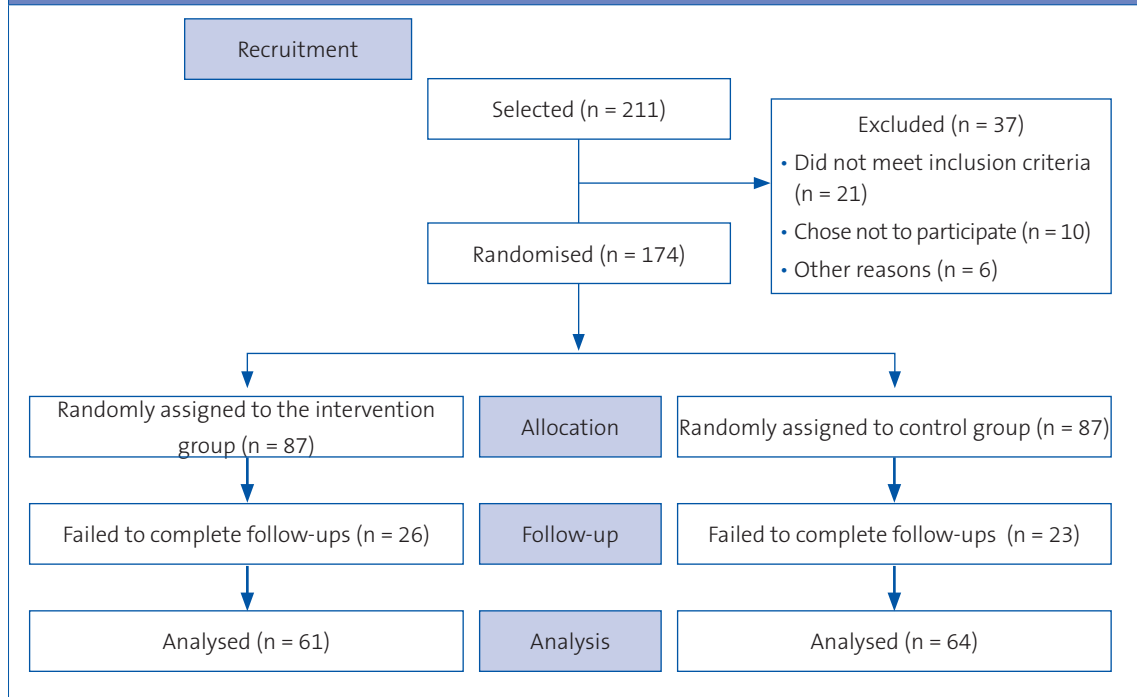 Recruitment
Selected (n = 211)
Excluded (n = 37)
• Did not meet inclusion criteria
(n = 21)
• Chose not to participate (n = 10)
• Other reasons (n = 6)
Randomised (n = 174)
Randomly assigned to the intervention
group (n = 87)
Allocation
Randomly assigned to control group (n = 87)
Failed to complete follow-ups (n = 26)
Follow-up
Failed to complete follow-ups (n = 23)
Analysed (n = 61)
Analysis
Analysed (n = 64)